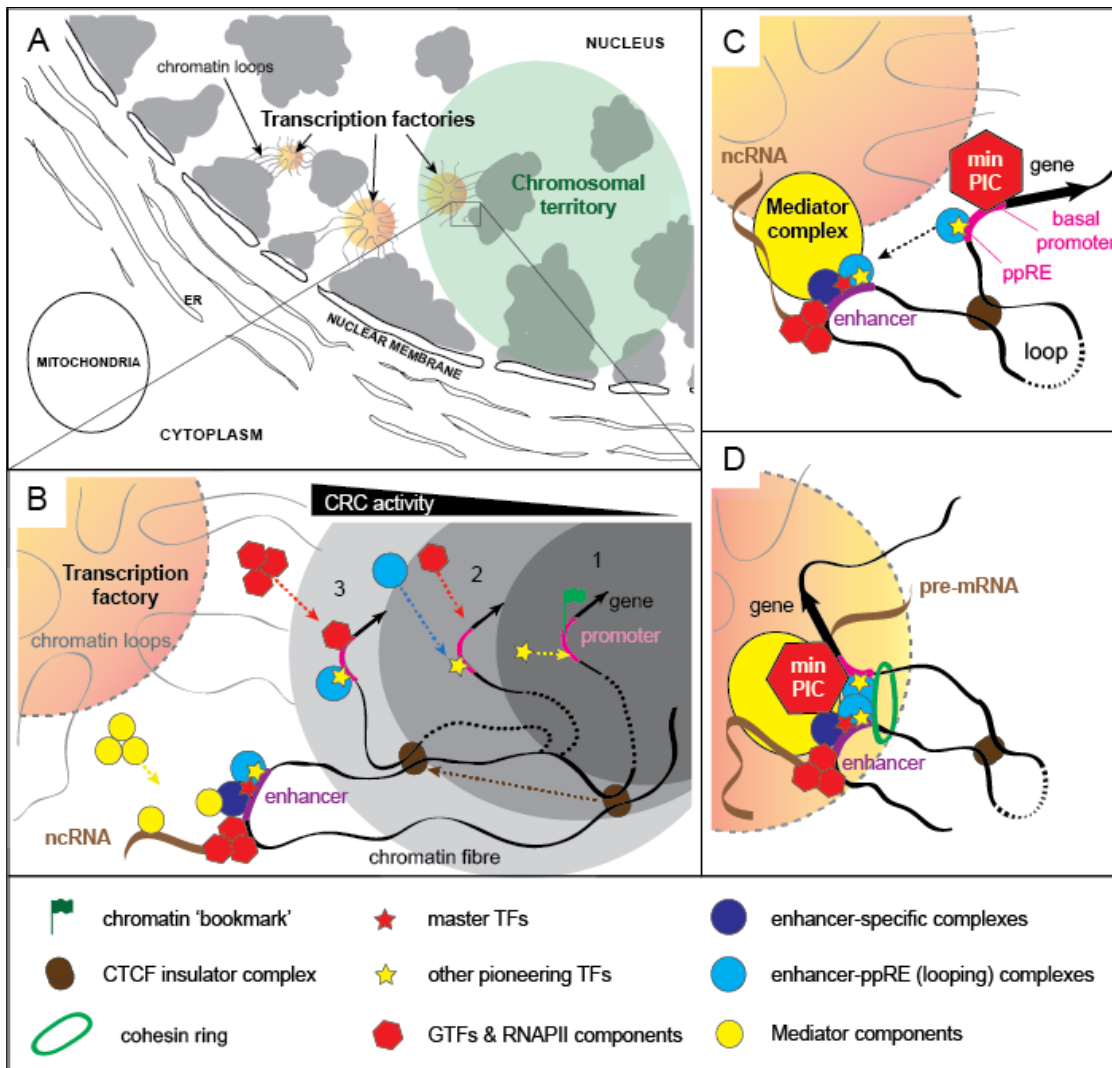 A
NUCLEUS
chromatin loops
Transcription factories
Chromosomal
territory
ER
NUCLEAR MEMBRANE
MITOCHONDRIA
CYTOPLASM
B
CRC activity
Transcription
factory
chromatin loops
3
2
1
gene
promoter
enhancer
ncRNA
chromatin fibre
C
ncRNA
min
PIC
gene
Mediator
complex
basal
promoter
ppRE
enhancer
loop
D
pre-mRNA
gene
min
PIC
enhancer
chromatin 'bookmark'
master TFs
enhancer-specific complexes
CTCF insulator complex
other pioneering TFs
enhancer-ppRE (looping) complexes
cohesin ring
GTFs & RNAPII components
Mediator components